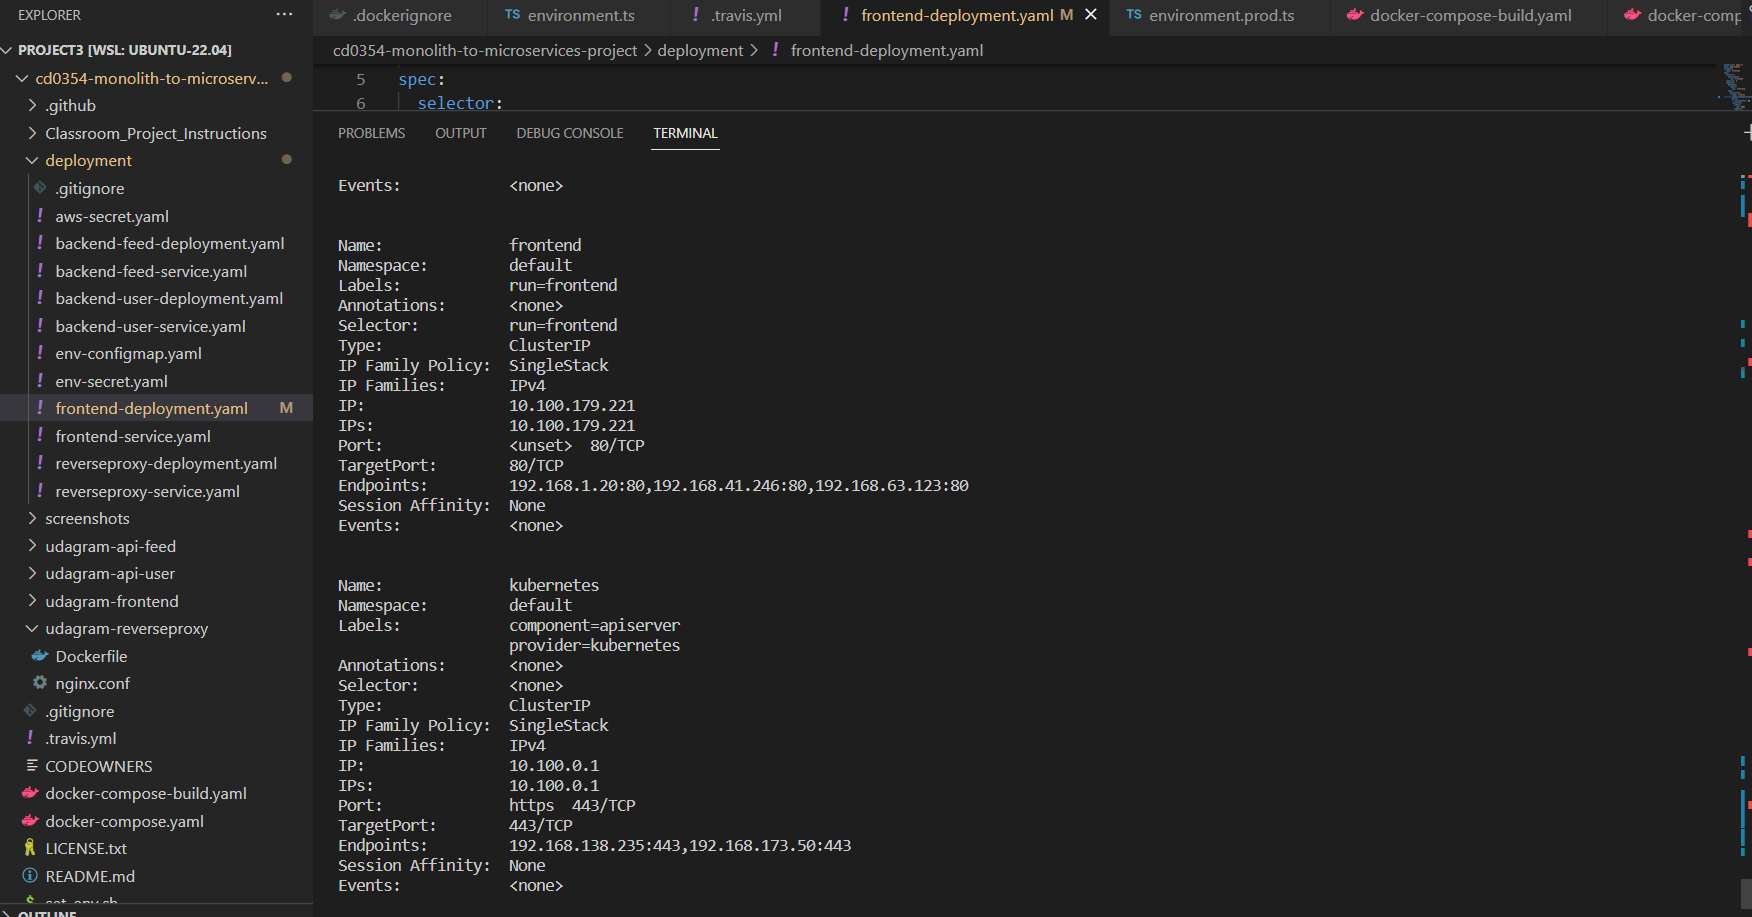 EXPLORER
PROJECT3 [WSL: UBUNTU-22.04]
cd0354-monolith-to-microserv...
.github
Classroom_Project_Instructions
deployment
.gitignore
aws-secret.yaml
backend-feed-deployment.yaml
backend-feed-service.yaml
backend-user-deployment.yaml
backend-user-service.yaml
env-configmap.yaml
env-secret.yaml
frontend-deployment.yaml M
frontend-service.yaml
reverseproxy-deployment.yaml
reverseproxy-service.yaml
screenshots
udagram-api-feed
udagram-api-user
udagram-frontend
udagram-reverseproxy
Dockerfile
nginx.conf
.gitignore
.travis.yml
CODEOWNERS
docker-compose-build.yaml
docker-compose.yaml
LICENSE.txt
README.md
OUTLINE
.dockerignore TS environment.ts ! .travis.yml ! frontend-deployment.yaml M TS environment.prod.ts docker-compose-build.yaml docker-comp
cd0354-monolith-to-microservices-project > deployment > ! frontend-deployment.yaml
5 spec:
6 selector:
PROBLEMS OUTPUT DEBUG CONSOLE TERMINAL
Events: <none>
Name: frontend
Namespace: default
Labels: run=frontend
Annotations: <none>
Selector: run=frontend
Type: ClusterIP
IP Family Policy: SingleStack
IP Families: IPv4
IP: 10.100.179.221
IPs: 10.100.179.221
Port: <unset> 80/TCP
TargetPort: 80/TCP
Endpoints: 192.168.1.20:80,192.168.41.246:80,192.168.63.123:80
Session Affinity: None
Events: <none>
Name: kubernetes
Namespace: default
Labels: component=apiserver
provider=kubernetes
Annotations: <none>
Selector: <none>
Type: ClusterIP
IP Family Policy: SingleStack
IP Families: IPv4
IP: 10.100.0.1
IPs: 10.100.0.1
Port: https 443/TCP
TargetPort: 443/TCP
Endpoints: 192.168.138.235:443,192.168.173.50:443
Session Affinity: None
Events: <none>